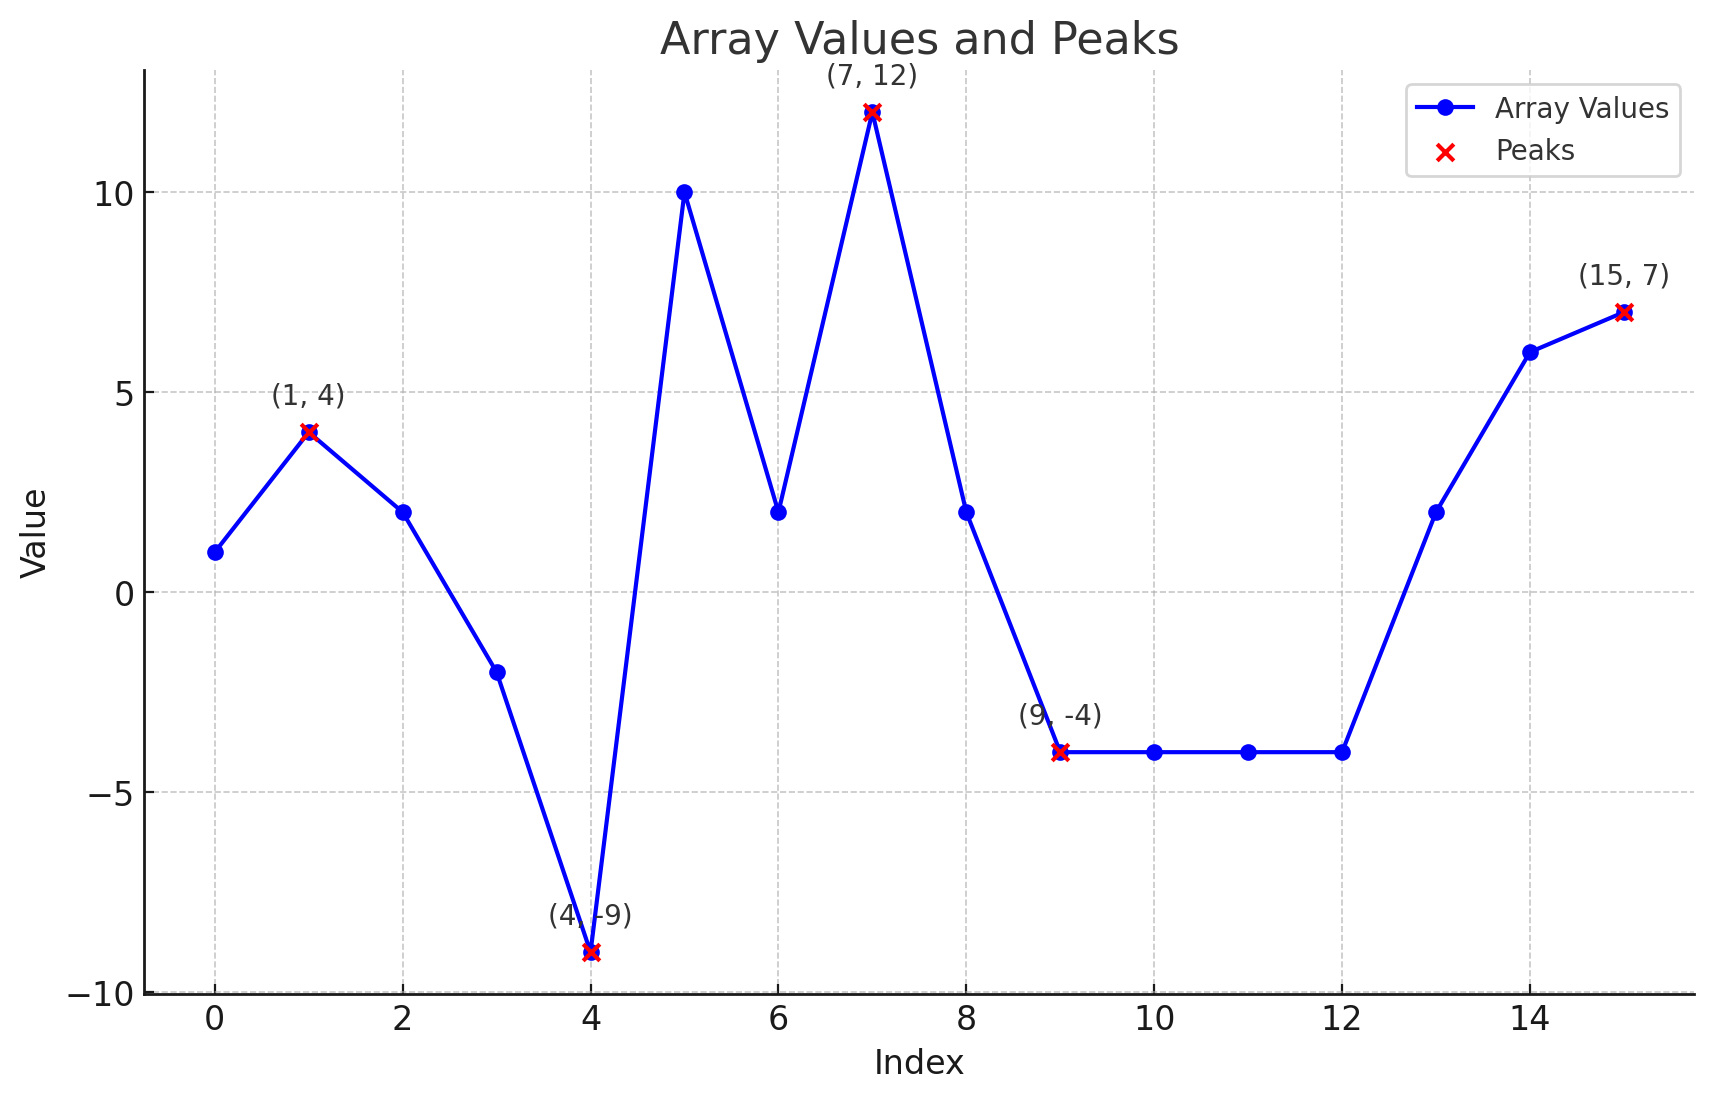 Array Values and Peaks
(7, 12)
Array Values
Peaks
10
(15, 7)
5
(1, 4)
Value
0
(9, -4)
−5
(4, -9)
−10
0 2 4 6 8 10 12 14
Index